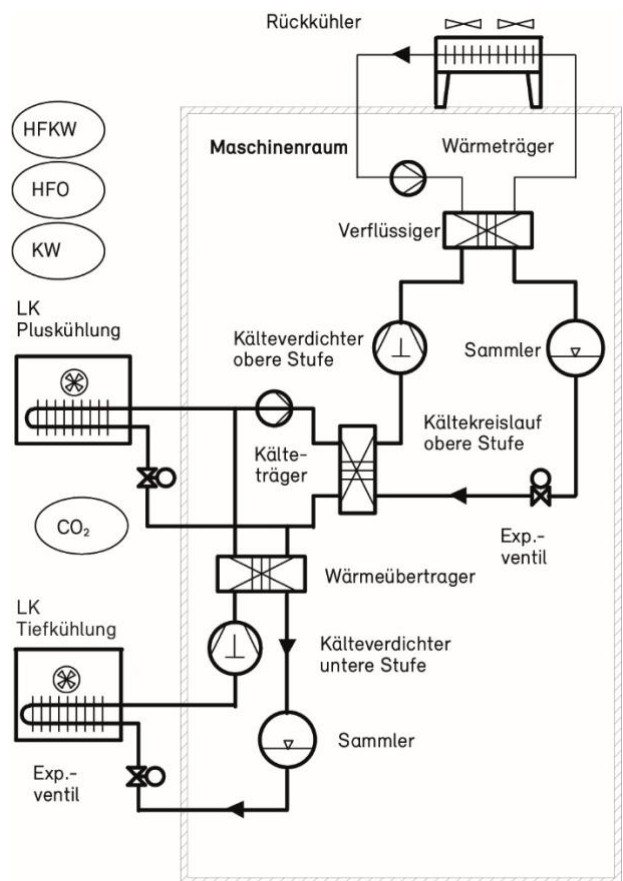 Rückkühler
HFKW
HFO
KW
Maschinenraum
Wärmeträger
Verflüssiger
LK
Pluskühlung
Kälteverdichter
obere Stufe
Sammler
Kälte-
träger
Kältekreislauf
obere Stufe
CO₂
Exp.-
ventil
Wärmeübertrager
LK
Tiefkühlung
Kälteverdichter
untere Stufe
Sammler
Exp.-
ventil